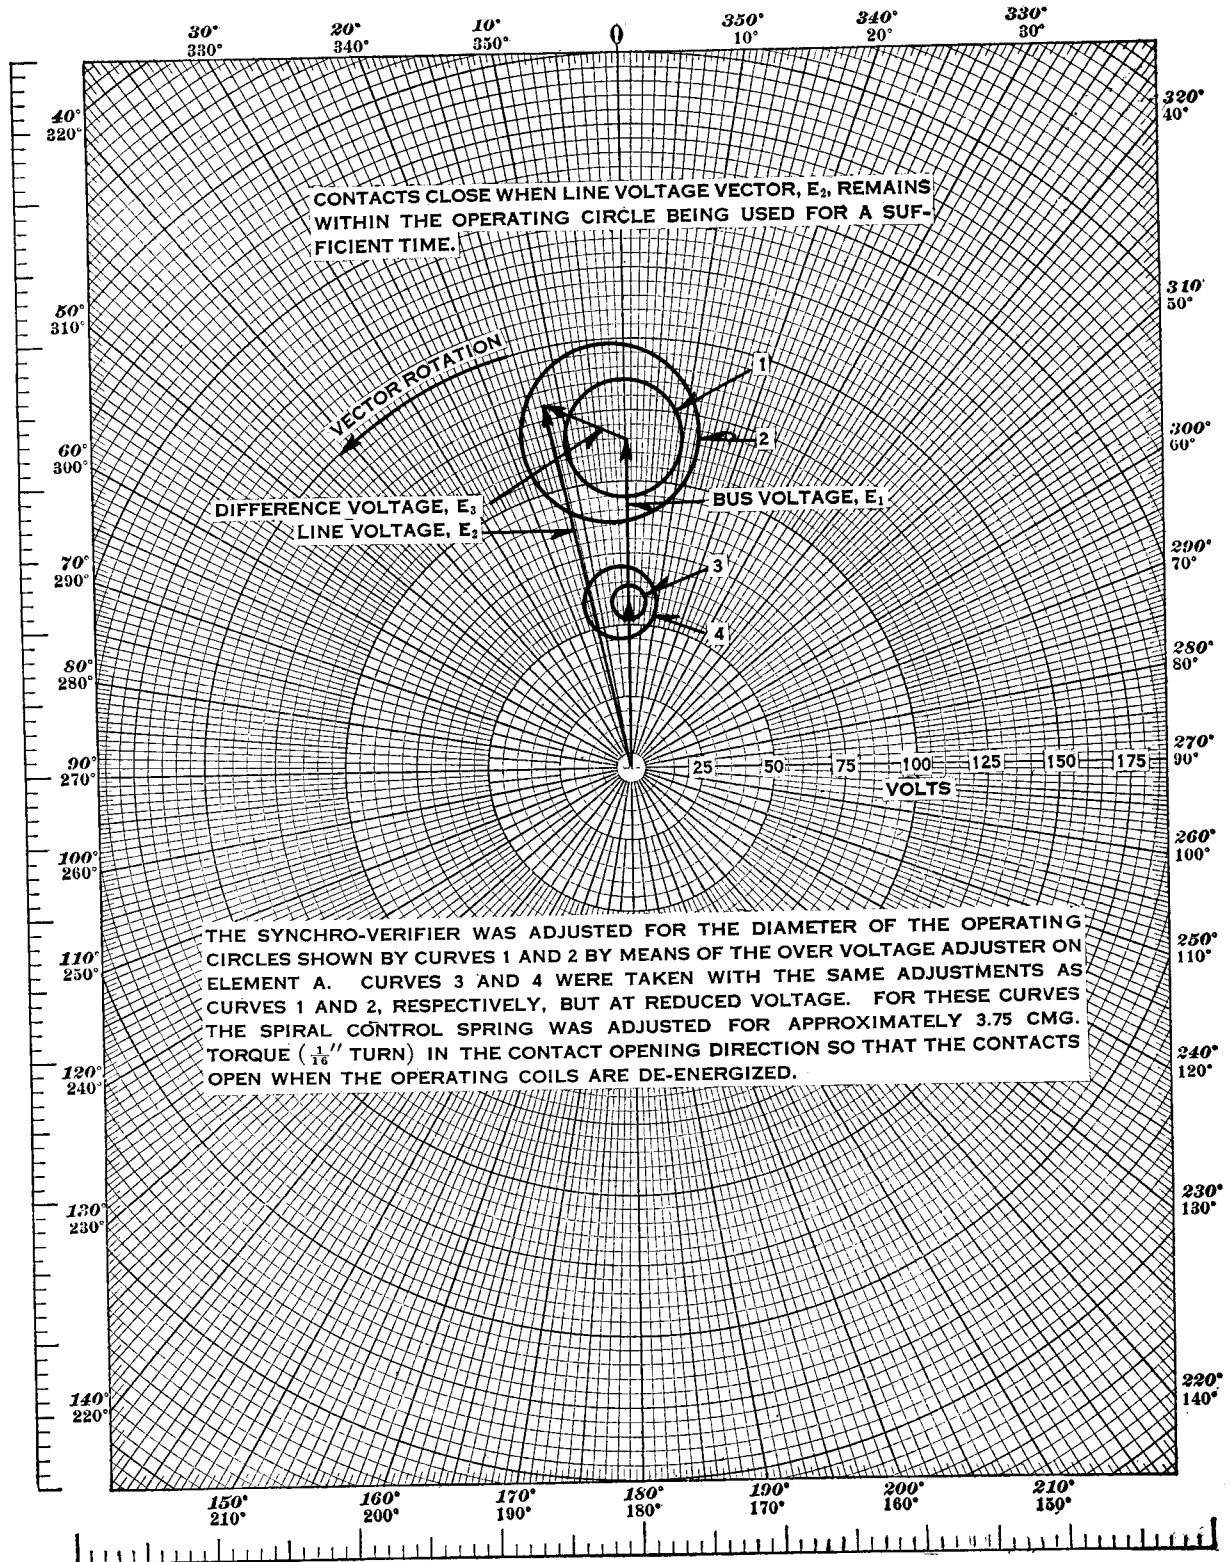 30° 20° 10° 0 350° 340° 330°
330° 340° 350° 10° 20° 30°
40°
320°
320°
40°
CONTACTS CLOSE WHEN LINE VOLTAGE VECTOR, E₂, REMAINS
WITHIN THE OPERATING CIRCLE BEING USED FOR A SUF-
FICIENT TIME.
50°
310°
310°
50°
VECTOR ROTATION
1
2
60°
300°
300°
60°
DIFFERENCE VOLTAGE, E₃
BUS VOLTAGE, E₁
LINE VOLTAGE, E₂
70°
290°
290°
70°
3
4
80°
280°
280°
80°
90°
270°
25 50 75 100 125 150 175
VOLTS
270°
90°
100°
260°
260°
100°
THE SYNCHRO-VERIFIER WAS ADJUSTED FOR THE DIAMETER OF THE OPERATING
CIRCLES SHOWN BY CURVES 1 AND 2 BY MEANS OF THE OVER VOLTAGE ADJUSTER ON
ELEMENT A. CURVES 3 AND 4 WERE TAKEN WITH THE SAME ADJUSTMENTS AS
CURVES 1 AND 2, RESPECTIVELY, BUT AT REDUCED VOLTAGE. FOR THESE CURVES
THE SPIRAL CONTROL SPRING WAS ADJUSTED FOR APPROXIMATELY 3.75 CMG.
TORQUE (1/16″ TURN) IN THE CONTACT OPENING DIRECTION SO THAT THE CONTACTS
OPEN WHEN THE OPERATING COILS ARE DE-ENERGIZED.
110°
250°
250°
110°
120°
240°
240°
120°
130°
230°
230°
130°
140°
220°
220°
140°
150° 160° 170° 180° 190° 200° 210°
210° 200° 190° 180° 170° 160° 150°